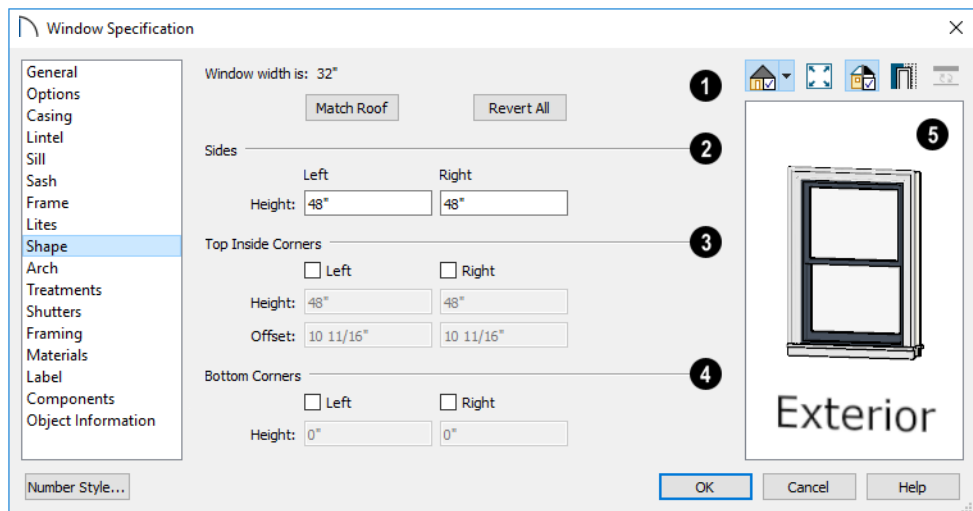 Window Specification
General
Options
Casing
Lintel
Sill
Sash
Frame
Lites
Shape
Arch
Treatments
Shutters
Framing
Materials
Label
Components
Object Information
Window width is: 32"
1
Match Roof
Revert All
Sides
2
Left Right
Height: 48" 48"
Top Inside Corners
3
Left Right
Height: 48" 48"
Offset: 10 11/16" 10 11/16"
Bottom Corners
4
Left Right
Height: 0" 0"
5
Exterior
Number Style...
OK
Cancel
Help